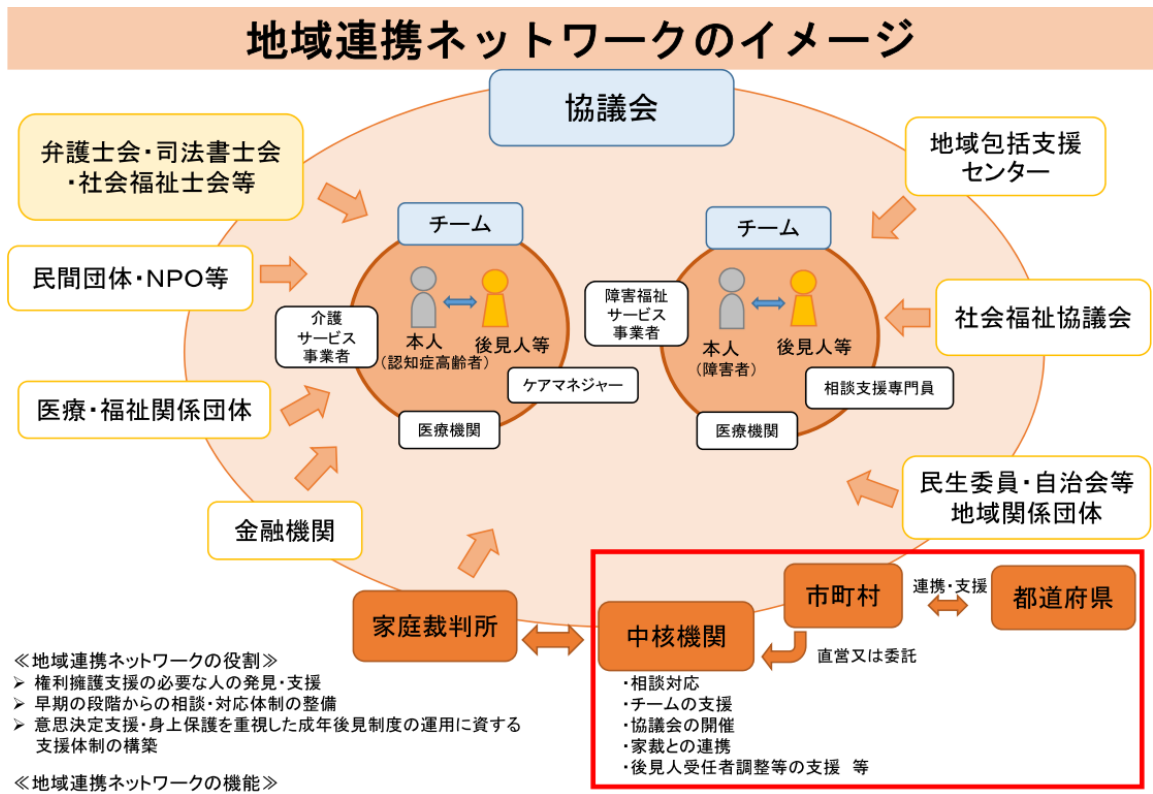 地域連携ネットワークのイメージ
協議会
弁護士会・司法書士会
・社会福祉士会等
地域包括支援
センター
民間団体・NPO等
チーム
チーム
介護
サービス
事業者
本人
(認知症高齢者)
後見人等
ケアマネジャー
医療機関
障害福祉
サービス
事業者
本人
(障害者)
後見人等
相談支援専門員
医療機関
社会福祉協議会
医療・福祉関係団体
金融機関
民生委員・自治会等
地域関係団体
家庭裁判所
中核機関
市町村
連携・支援
都道府県
直営又は委託
・相談対応
・チームの支援
・協議会の開催
・家裁との連携
・後見人受任者調整等の支援 等
≪地域連携ネットワークの役割≫
➢ 権利擁護支援の必要な人の発見・支援
➢ 早期の段階からの相談・対応体制の整備
➢ 意思決定支援・身上保護を重視した成年後見制度の運用に資する
支援体制の構築
≪地域連携ネットワークの機能≫